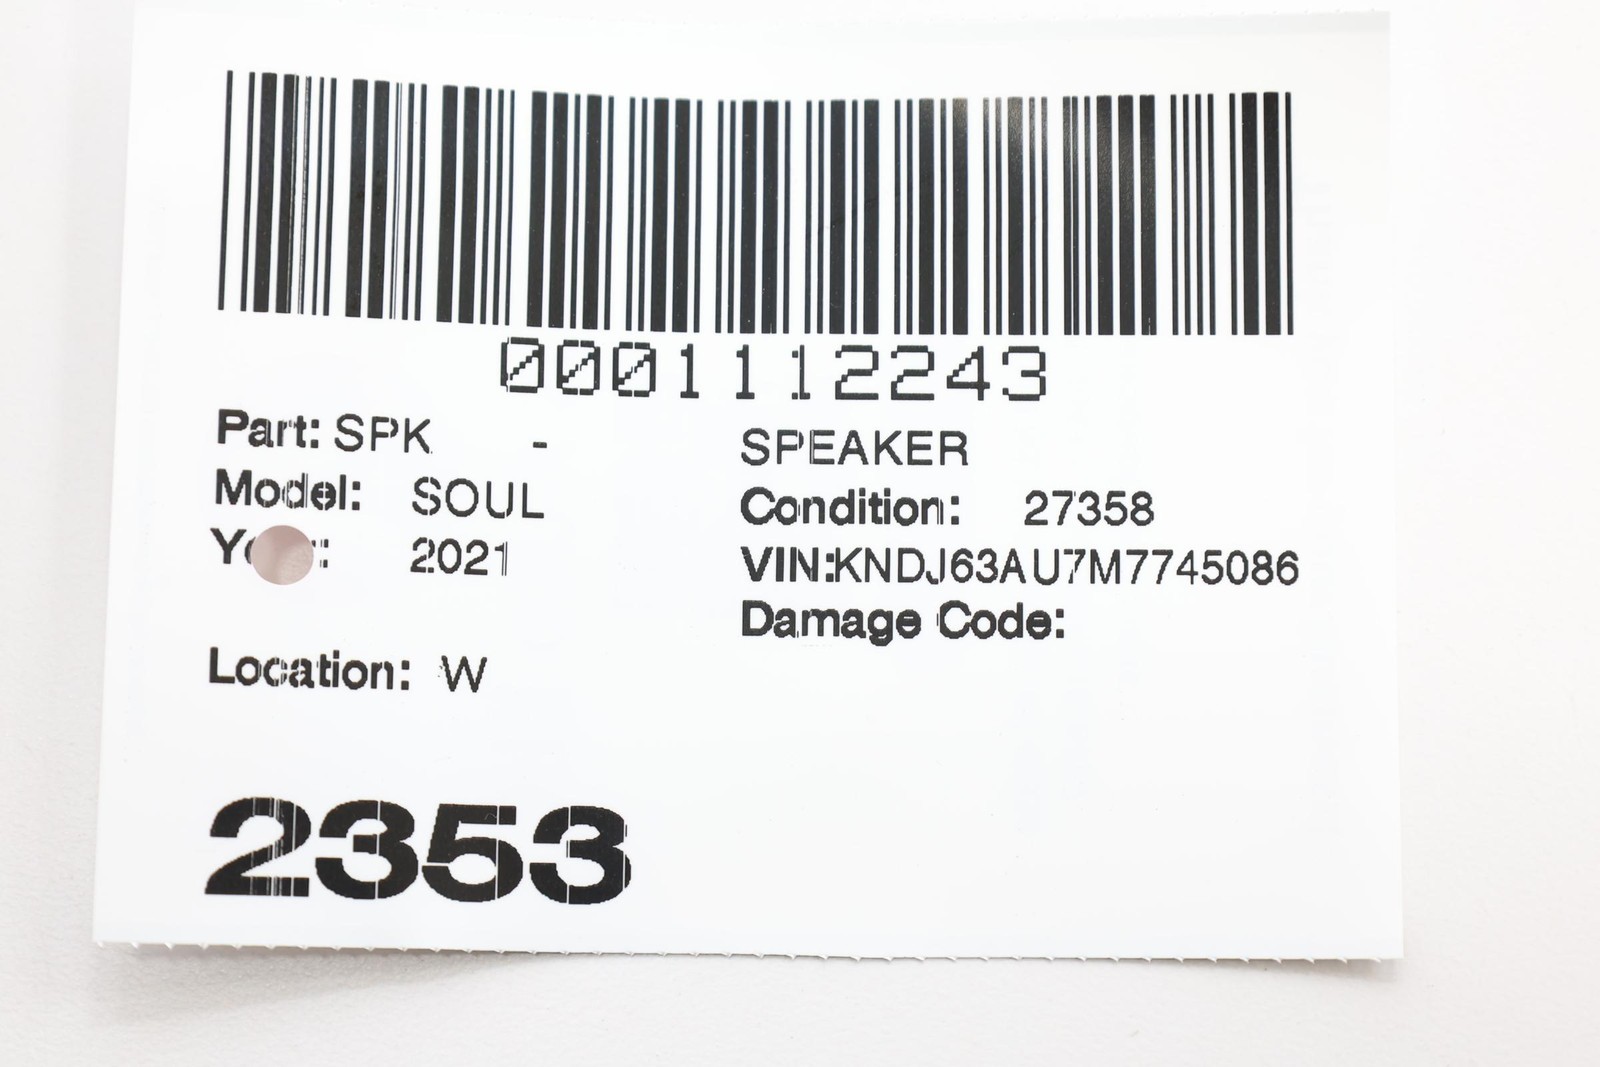 0001112243
Part: SPK - SPEAKER
Model: SOUL Condition: 27358
2021 VIN:KNDJ63AU7M7745086
Damage Code:
Location: W
2353